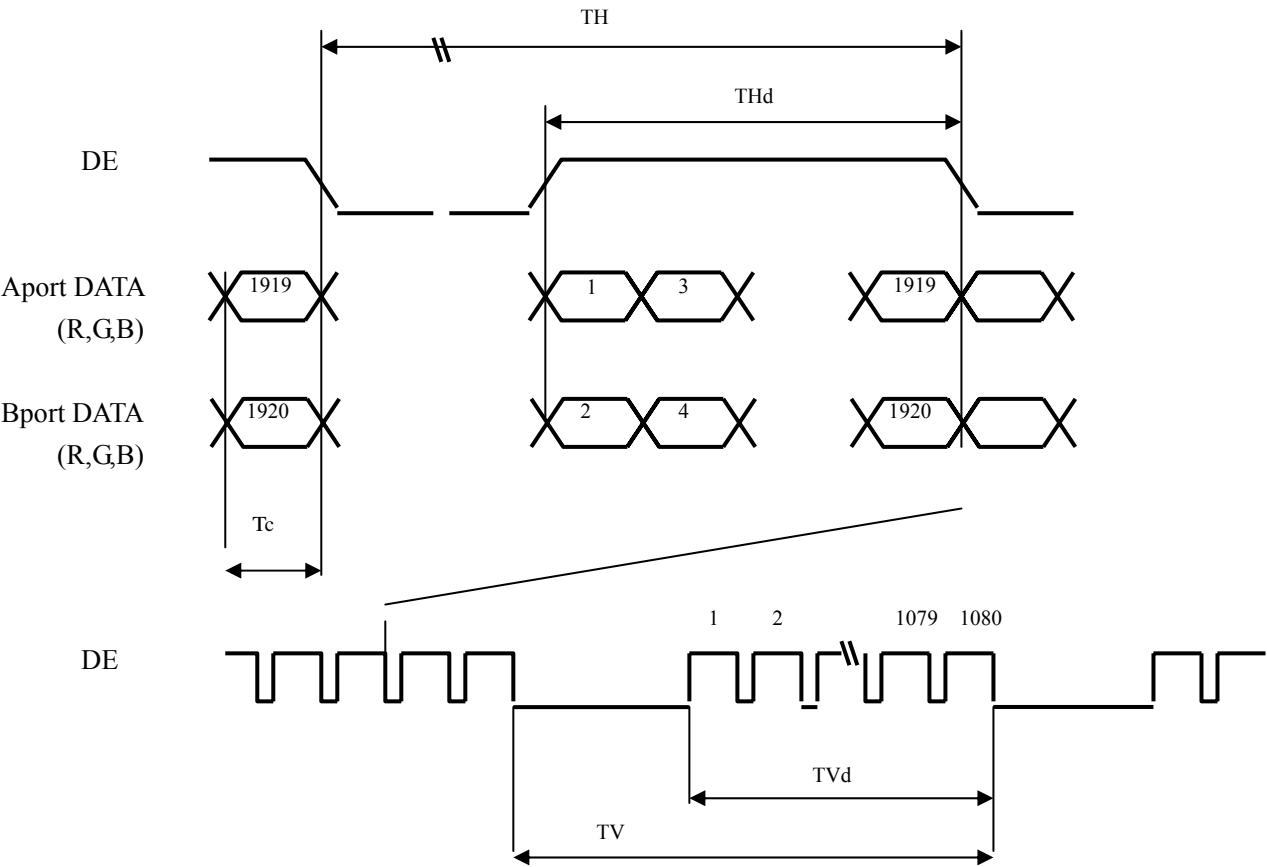 TH
THd
DE
Aport DATA 1919 1 3 1919
(R,G,B)
Bport DATA 1920 2 4 1920
(R,G,B)
Tc
1 2 1079 1080
DE
TVd
TV